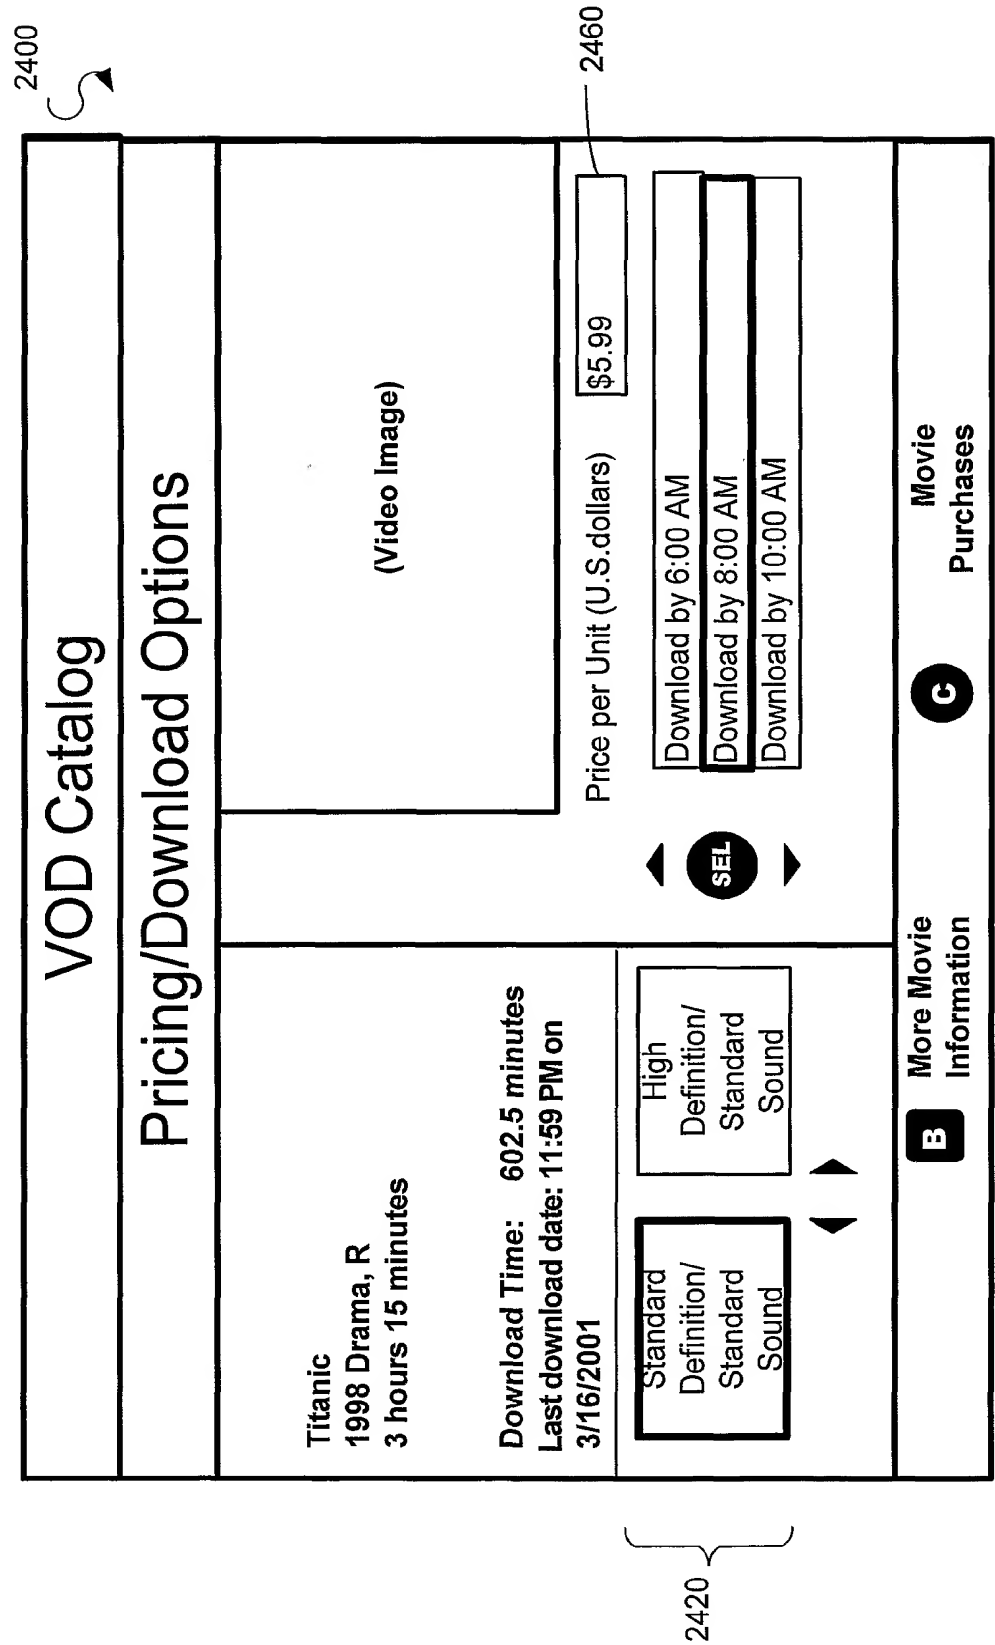 2400
VOD Catalog
Pricing/Download Options
Titanic
1998 Drama, R
3 hours 15 minutes
Download Time: 602.5 minutes
Last download date: 11:59 PM on
3/16/2001
(Video Image)
Price per Unit (U.S.dollars)
$5.99
2460
2420
Standard
Definition/
Standard
Sound
High
Definition/
Standard
Sound
SEL
Download by 6:00 AM
Download by 8:00 AM
Download by 10:00 AM
B
More Movie
Information
C
Movie
Purchases